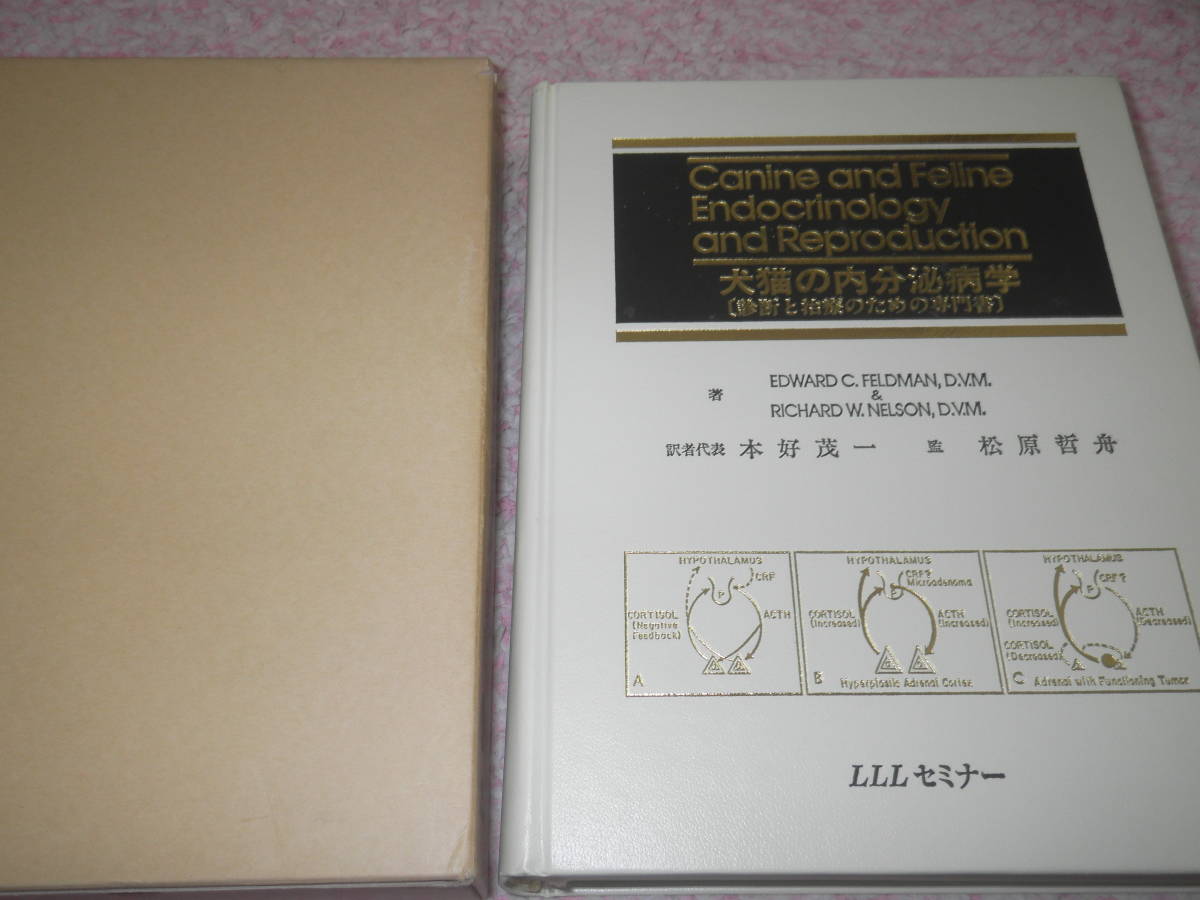 Canine and Feline
Endocrinology
and Reproduction
犬猫の内分泌病学
〔診断と治療のための専門書〕
著
EDWARD C. FELDMAN, D.V.M.
&
RICHARD W. NELSON, D.V.M.
訳者代表 本好茂一 監 松原哲舟
HYPOTHALAMUS
CRF
P
CORTISOL
(Negative
Feedback)
ACTH
A
HYPOTHALAMUS
CRF?
Microadenoma
P
CORTISOL
(Increased)
ACTH
(Increased)
B
Hyperplastic Adrenal Cortex
HYPOTHALAMUS
CRF?
P
CORTISOL
(Increased)
ACTH
(Decreased)
CORTISOL
(Decreased)
C
Adrenal with Functioning Tumor
LLLセミナー